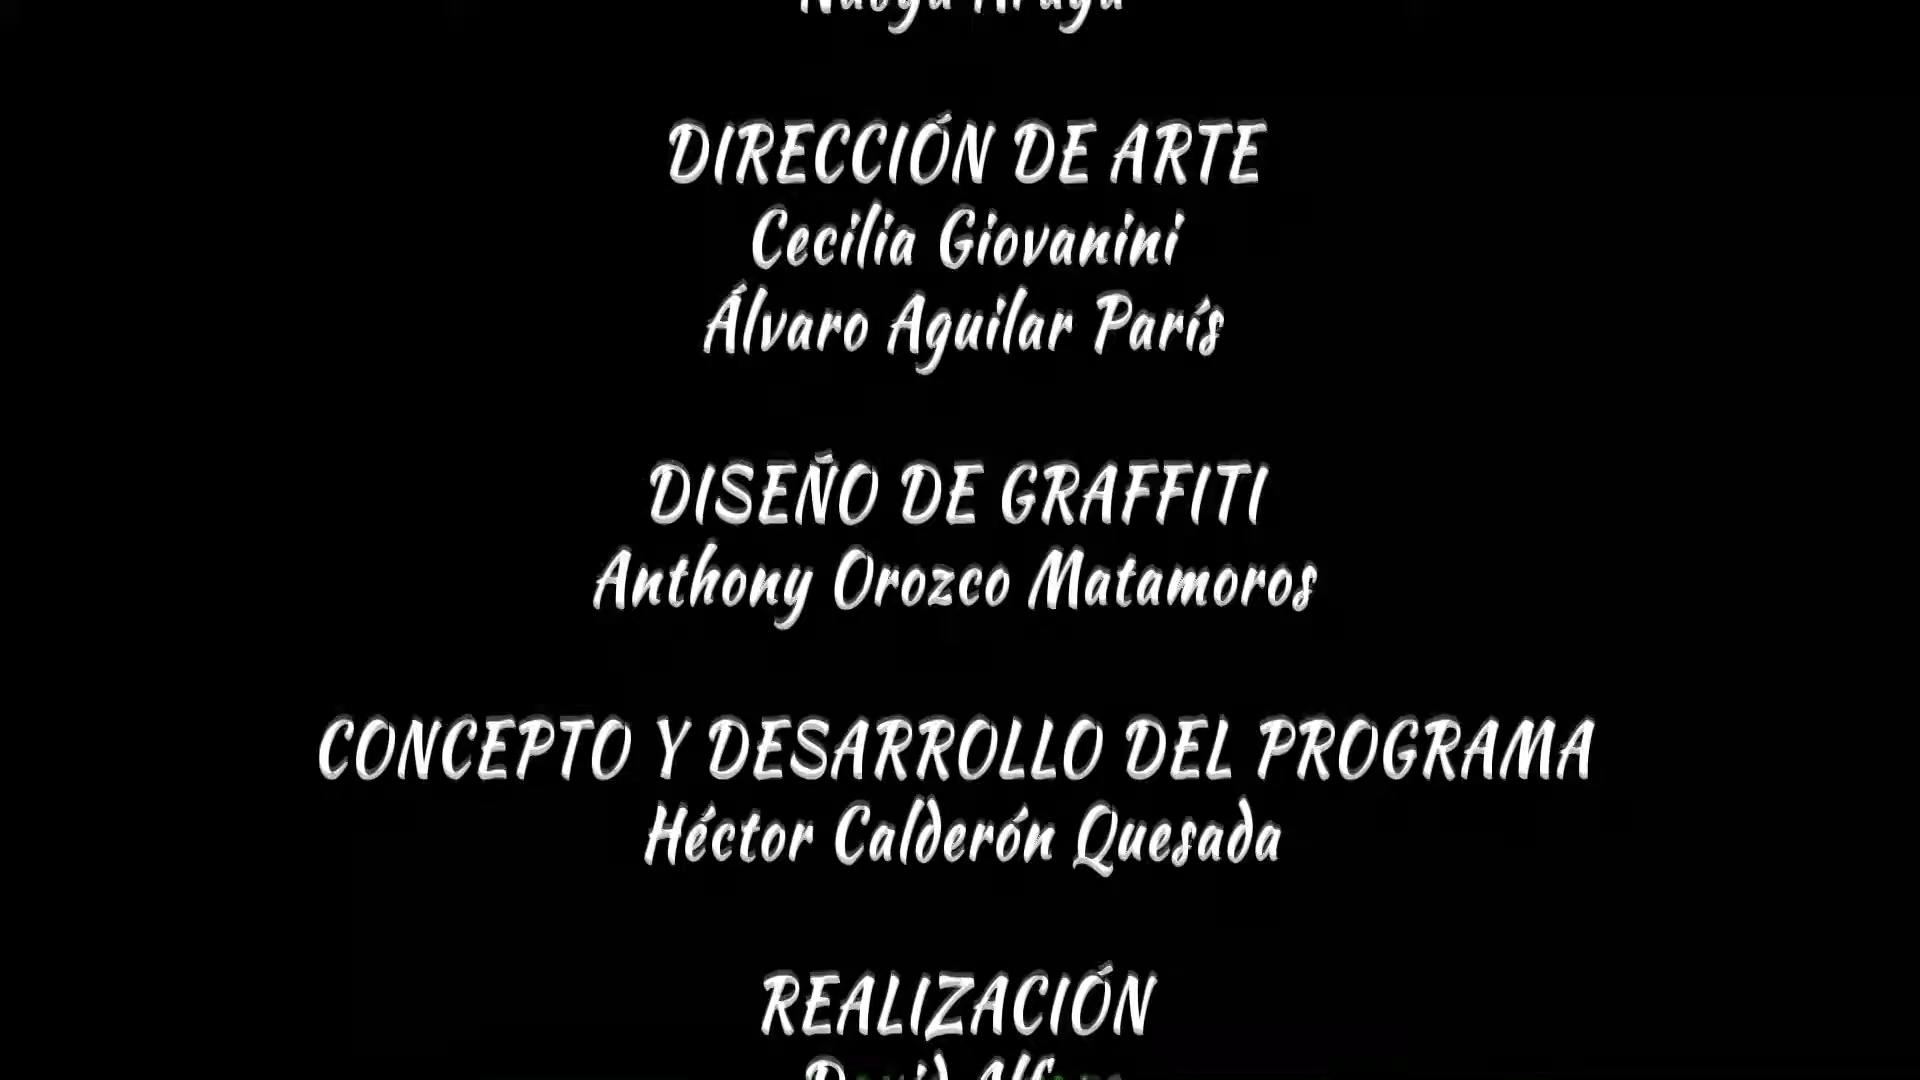 DIRECCIÓN DE ARTE
Cecilia Giovanini
Álvaro Aguilar París
DISEÑO DE GRAFFITI
Anthony Orozco Matamoros
CONCEPTO Y DESARROLLO DEL PROGRAMA
Héctor Calderón Quesada
REALIZACIÓN